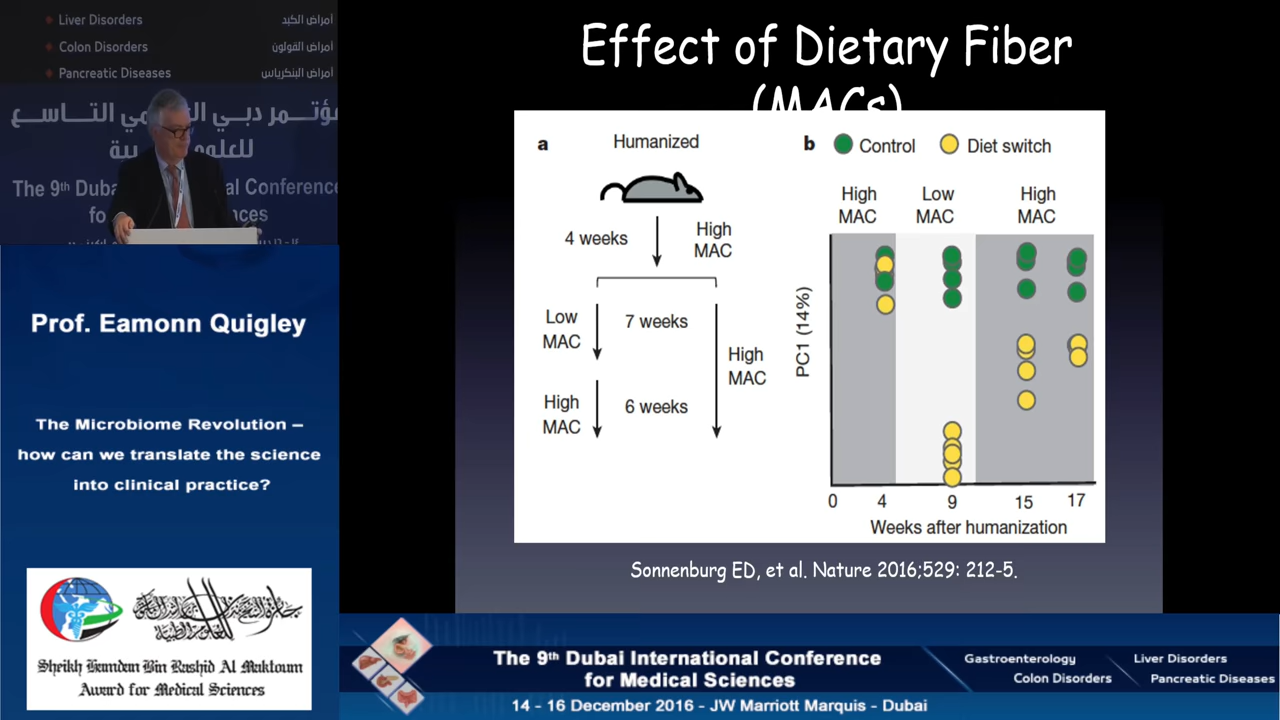 Liver Disorders
أمراض الكبد
Colon Disorders
أمراض القولون
Pancreatic Diseases
أمراض البنكرياس
التاسع
The 9th Dubai
Conference
Prof. Eamonn Quigley
The Microbiome Revolution –
how can we translate the science
into clinical practice?
Sheikh Hamdan Bin Rashid Al Maktoum
Award for Medical Sciences
Effect of Dietary Fiber
(MACs)
a
Humanized
4 weeks
High
MAC
Low
MAC
7 weeks
High
MAC
High
MAC
6 weeks
b
Control
Diet switch
High
MAC
Low
MAC
High
MAC
PC1 (14%)
0 4 9 15 17
Weeks after humanization
Sonnenburg ED, et al. Nature 2016;529: 212-5.
The 9th Dubai International Conference
for Medical Sciences
14 - 16 December 2016 - JW Marriott Marquis - Dubai
Gastroenterology
Liver Disorders
Colon Disorders
Pancreatic Diseases